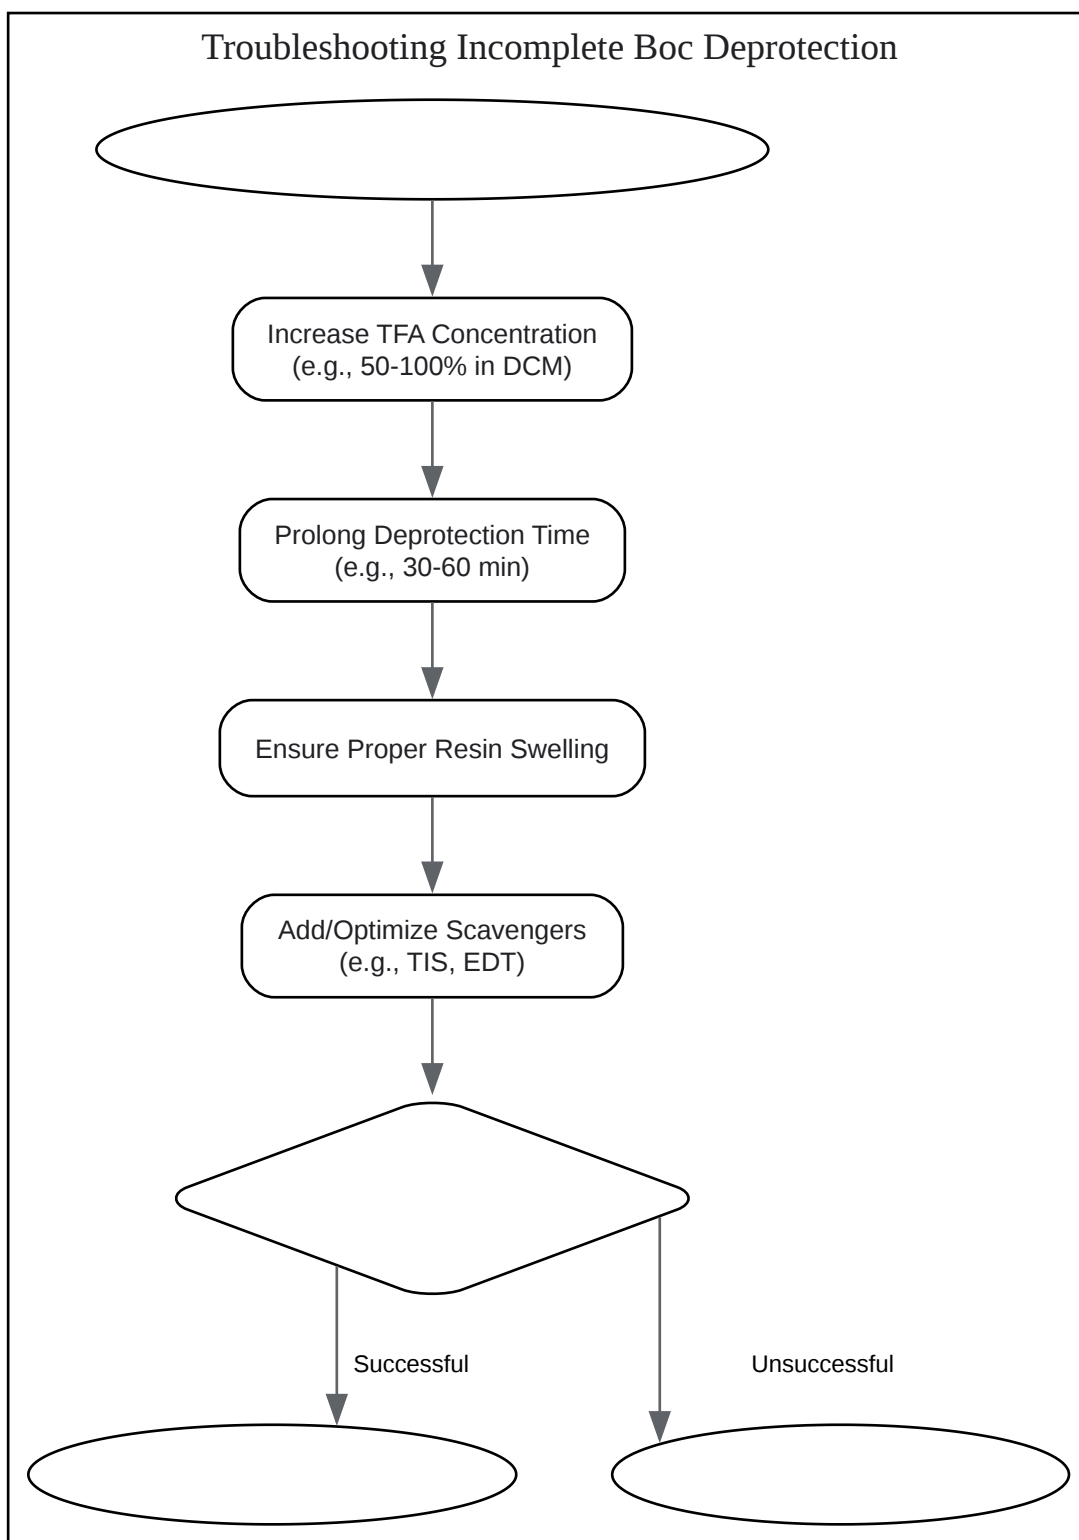 Troubleshooting Incomplete Boc Deprotection
Increase TFA Concentration
(e.g., 50-100% in DCM)
Prolong Deprotection Time
(e.g., 30-60 min)
Ensure Proper Resin Swelling
Add/Optimize Scavengers
(e.g., TIS, EDT)
Successful
Unsuccessful